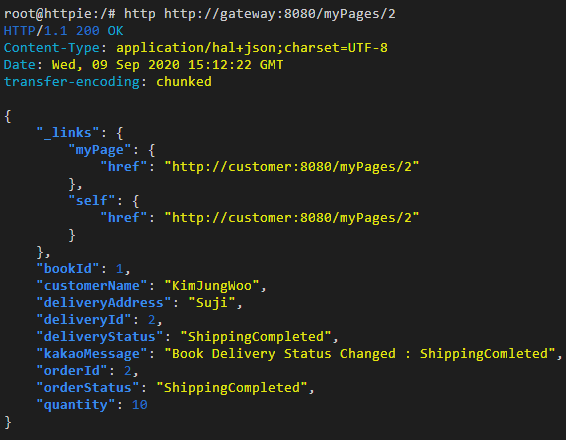 root@httpie:/# http http://gateway:8080/myPages/2
HTTP/1.1 200 OK
Content-Type: application/hal+json;charset=UTF-8
Date: Wed, 09 Sep 2020 15:12:22 GMT
transfer-encoding: chunked

{
    "_links": {
        "myPage": {
            "href": "http://customer:8080/myPages/2"
        },
        "self": {
            "href": "http://customer:8080/myPages/2"
        }
    },
    "bookId": 1,
    "customerName": "KimJungWoo",
    "deliveryAddress": "Suji",
    "deliveryId": 2,
    "deliveryStatus": "ShippingCompleted",
    "kakaoMessage": "Book Delivery Status Changed : ShippingComleted",
    "orderId": 2,
    "orderStatus": "ShippingCompleted",
    "quantity": 10
}